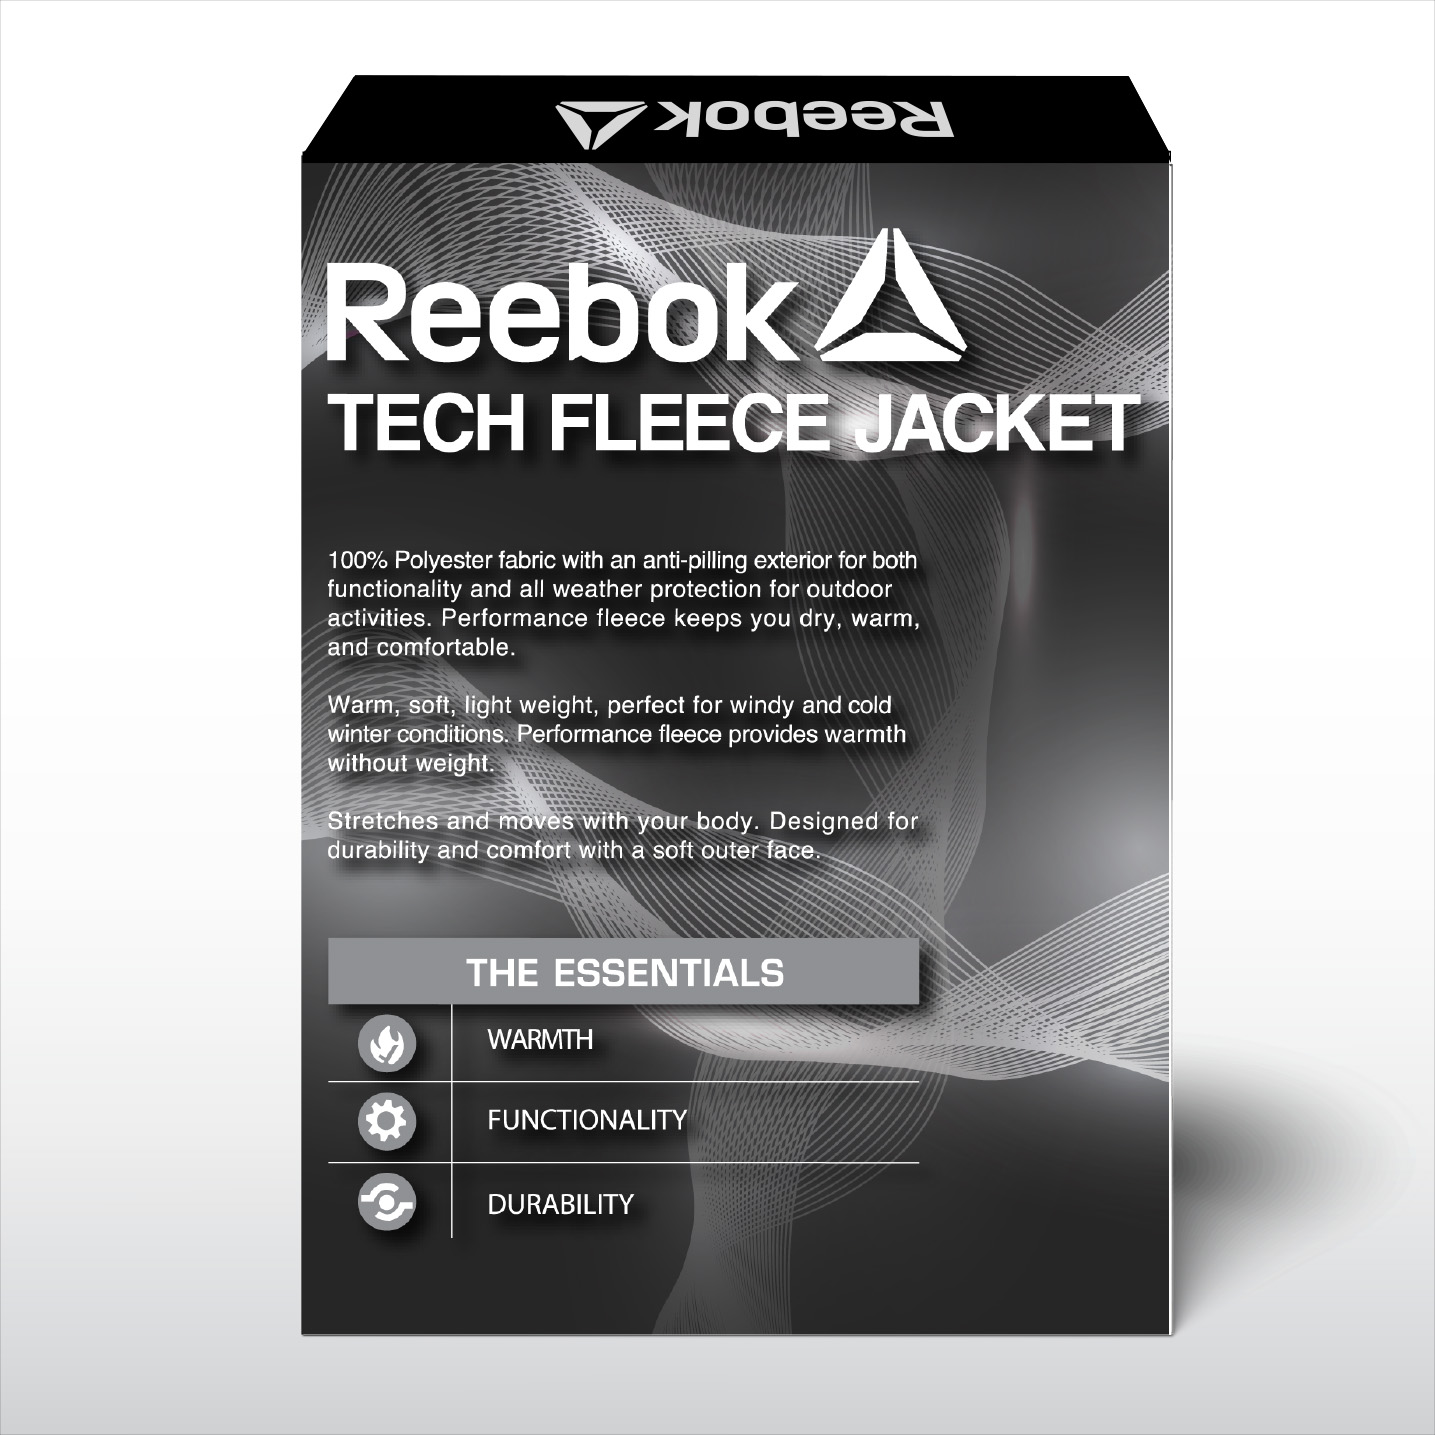 Reebok
Reebok
TECH FLEECE JACKET
100% Polyester fabric with an anti-pilling exterior for both
functionality and all weather protection for outdoor
activities. Performance fleece keeps you dry, warm,
and comfortable.
Warm, soft, light weight, perfect for windy and cold
winter conditions. Performance fleece provides warmth
without weight.
Stretches and moves with your body. Designed for
durability and comfort with a soft outer face.
THE ESSENTIALS
WARMTH
FUNCTIONALITY
DURABILITY